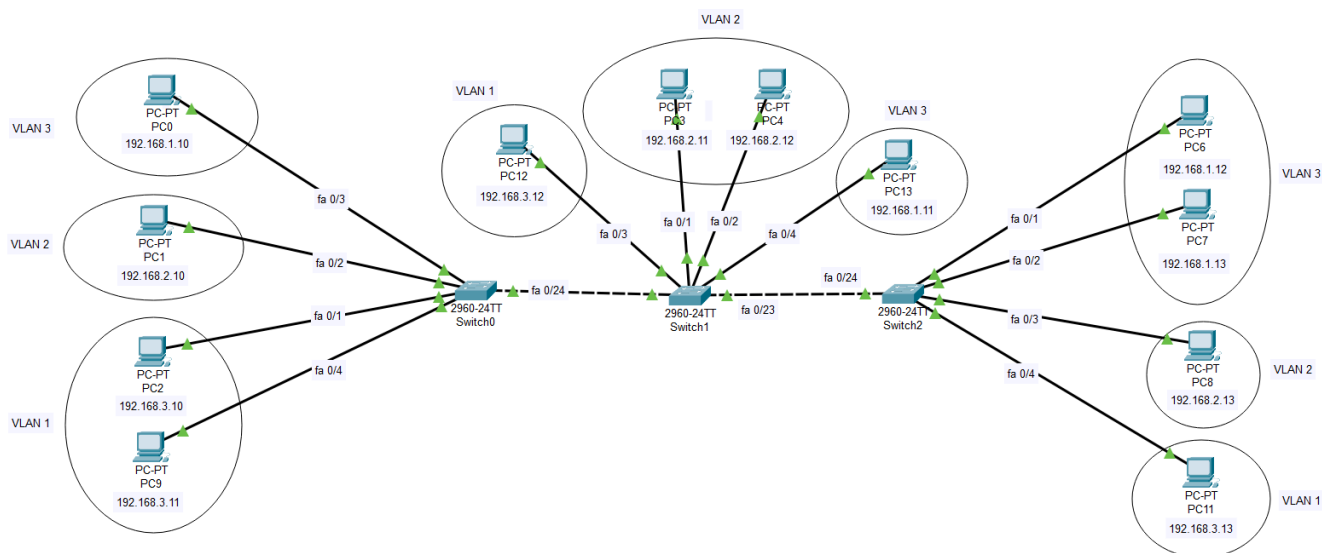 VLAN 3
PC-PT
PC0
192.168.1.10
fa 0/3
VLAN 2
PC-PT
PC1
192.168.2.10
fa 0/2
VLAN 1
PC-PT
PC2
192.168.3.10
fa 0/1
PC-PT
PC9
192.168.3.11
fa 0/4
2960-24TT
Switch0
fa 0/24
VLAN 1
PC-PT
PC12
192.168.3.12
fa 0/3
VLAN 2
PC-PT
PC3
192.168.2.11
fa 0/1
PC-PT
PC4
192.168.2.12
fa 0/2
VLAN 3
PC-PT
PC13
192.168.1.11
fa 0/4
2960-24TT
Switch1
fa 0/23
fa 0/24
2960-24TT
Switch2
VLAN 3
PC-PT
PC6
192.168.1.12
fa 0/1
PC-PT
PC7
192.168.1.13
fa 0/2
VLAN 2
PC-PT
PC8
192.168.2.13
fa 0/3
VLAN 1
PC-PT
PC11
192.168.3.13
fa 0/4